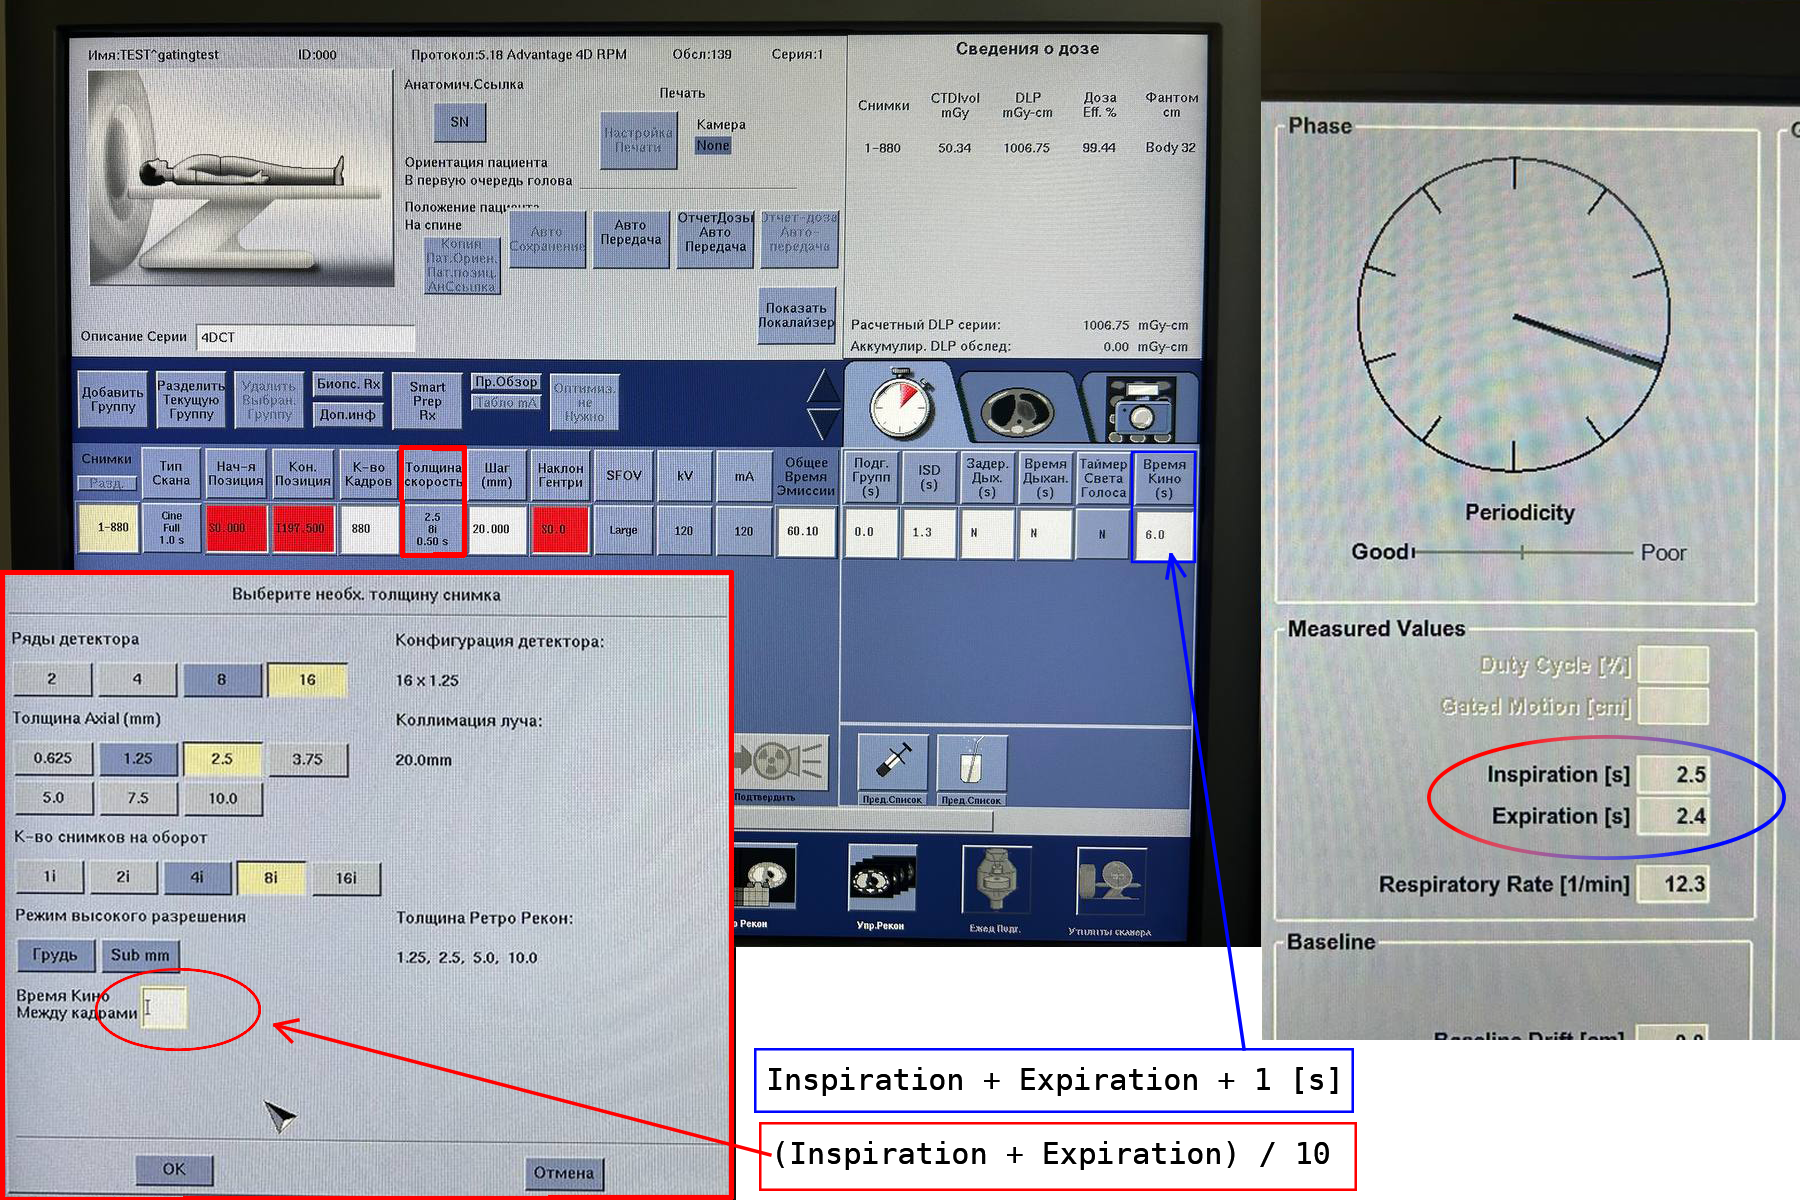 Имя:TEST^gatingtest ID:000 Протокол:5.18 Advantage 4D RPM Обсл:139 Серия:1
Анатомич.Ссылка
SN
Печать
Настройка
Печати
Камера
None
Ориентация пациента
В первую очередь голова
Положение пациента
На спине
Копия
Пат.Ориен.
Пат.позиц.
АнСсылка
Авто
Сохранение
Авто
Передача
ОтчетДозы
Авто
Передача
Отчет-доза
Авто-
передача
Показать
Локалайзер
Описание Серии 4DCT
Сведения о дозе
Снимки CTDIvol mGy DLP mGy-cm Доза Eff. % Фантом cm
1-880 50.34 1006.75 99.44 Body 32
Расчетный DLP серии: 1006.75 mGy-cm
Аккумулир. DLP обслед: 0.00 mGy-cm
Добавить
Группу
Разделить
Текущую
Группу
Удалить
Выбран.
Группу
Биопс. Rx
Доп.инф
Smart
Prep
Rx
Пр.Обзор
Табло mA
Оптимиз.
не
Нужно
Снимки
Разд.
Тип
Скана
Нач-я
Позиция
Кон.
Позиция
К-во
Кадров
Толщина
скорость
Шаг
(mm)
Наклон
Гентри
SFOV
kV
mA
Общее
Время
Эмиссии
Подг.
Групп
(s)
ISD
(s)
Задер.
Дых.
(s)
Время
Дыхан.
(s)
Таймер
Света
Голоса
Время
Кино
(s)
1-880
Cine
Full
1.0 s
S0.000
I197.500
880
2.5
8i
0.50 s
20.000
S0.0
Large
120
120
60.10
0.0
1.3
N
N
N
6.0
Подтвердить
Пред.Список
Пред.Список
Рекон
Упр.Рекон
Ежед Подг.
Утилиты сканера
Выберите необх. толщину снимка
Ряды детектора
2 4 8 16
Толщина Axial (mm)
0.625 1.25 2.5 3.75
5.0 7.5 10.0
К-во снимков на оборот
1i 2i 4i 8i 16i
Режим высокого разрешения
Грудь Sub mm
Время Кино
Между кадрами
Конфигурация детектора:
16 x 1.25
Коллимация луча:
20.0mm
Толщина Ретро Рекон:
1.25, 2.5, 5.0, 10.0
OK Отмена
Phase
Periodicity
Good Poor
Measured Values
Duty Cycle [%]
Gated Motion [cm]
Inspiration [s] 2.5
Expiration [s] 2.4
Respiratory Rate [1/min] 12.3
Baseline
Baseline Drift [cm] 0.0
Inspiration + Expiration + 1 [s]
(Inspiration + Expiration) / 10